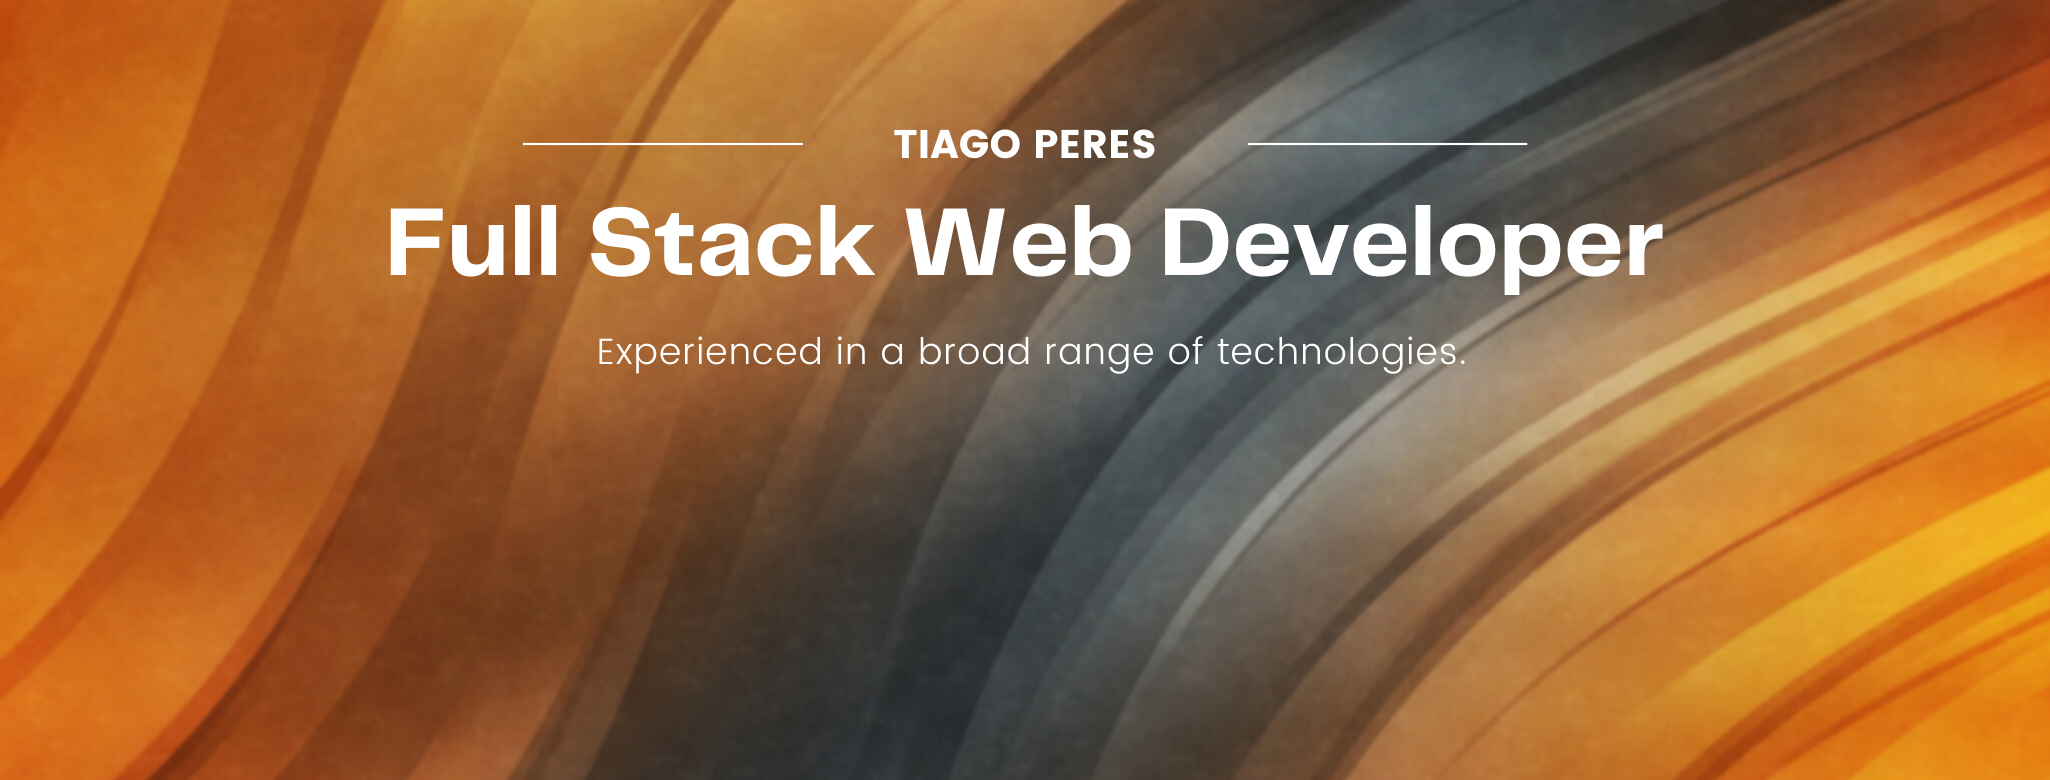 TIAGO PERES
Full Stack Web Developer
Experienced in a broad range of technologies.